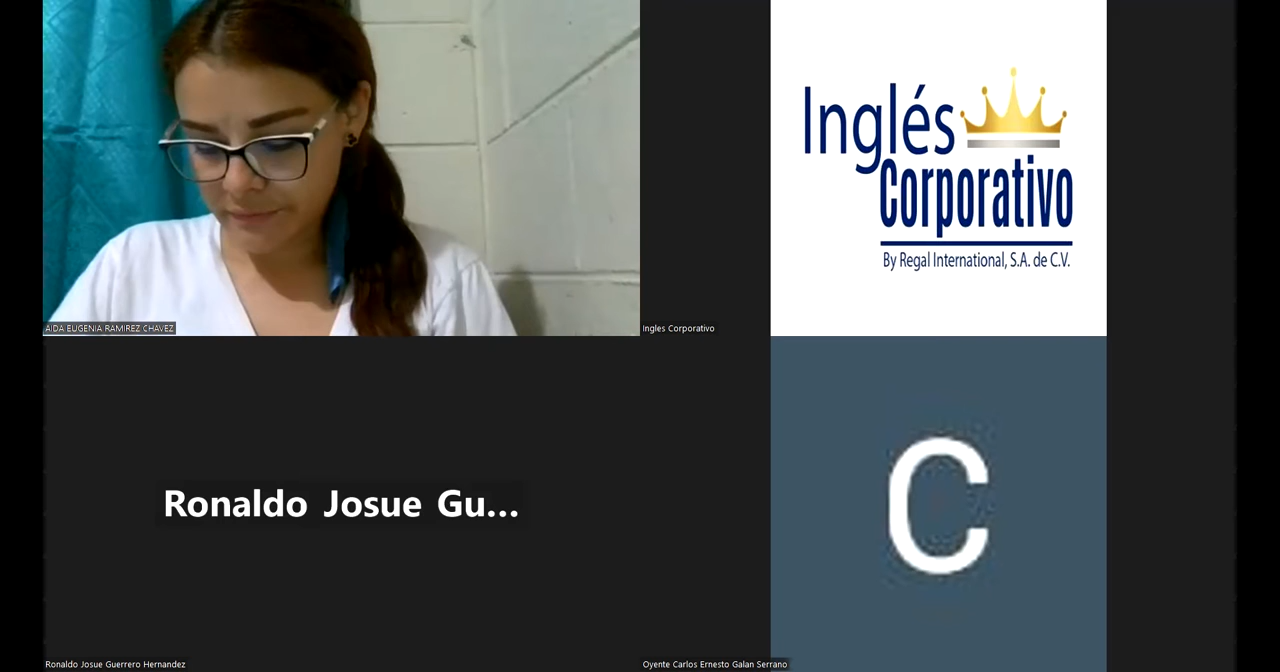 AIDA EUGENIA RAMIREZ CHAVEZ
Inglés
Corporativo
By Regal International, S.A. de C.V.
Ingles Corporativo
Ronaldo Josue Gu...
Ronaldo Josue Guerrero Hernandez
C
Oyente Carlos Ernesto Galan Serrano